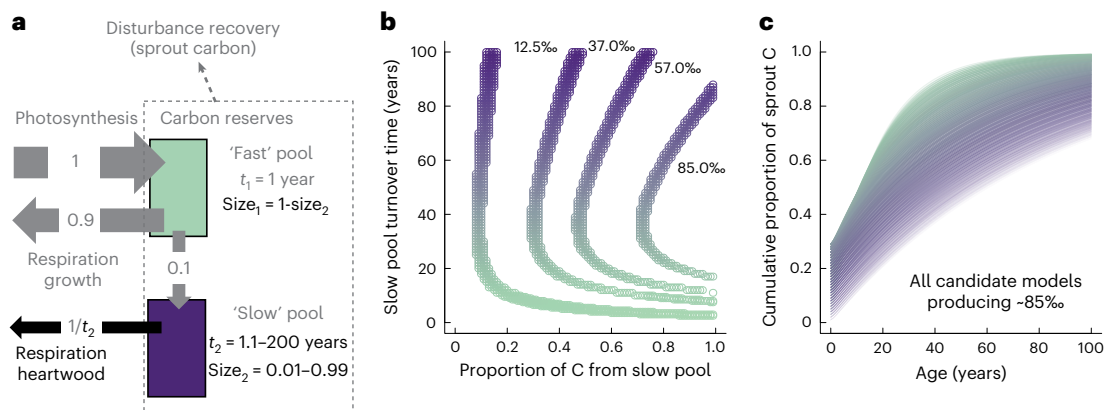 a
Disturbance recovery
(sprout carbon)
Photosynthesis
Carbon reserves
1
'Fast' pool
t₁ = 1 year
Size₁ = 1-size₂
0.9
Respiration
growth
0.1
'Slow' pool
1/t₂
t₂ = 1.1–200 years
Respiration
heartwood
Size₂ = 0.01–0.99
b
Slow pool turnover time (years)
100
80
60
40
20
0
12.5‰
37.0‰
57.0‰
85.0‰
0
0.2
0.4
0.6
0.8
1.0
Proportion of C from slow pool
c
Cumulative proportion of sprout C
1.0
0.8
0.6
0.4
0.2
0
All candidate models
producing ~85‰
0
20
40
60
80
100
Age (years)